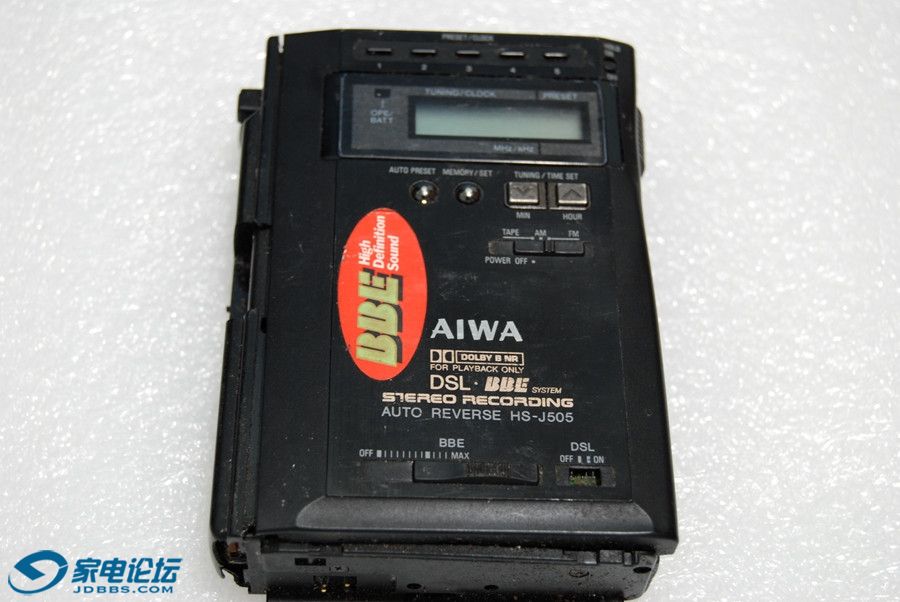 PRESET/CLOCK
1 2 3 4 5
TUNING/CLOCK PRESET
OPE/
BATT
MHz/kHz
AUTO PRESET MEMORY/SET TUNING/TIME SET
MIN HOUR
TAPE AM FM
POWER OFF
BBE High
Definition
Sound
AIWA
DOLBY B NR
FOR PLAYBACK ONLY
DSL · BBE SYSTEM
STEREO RECORDING
AUTO REVERSE HS-J505
BBE
OFF MAX
DSL
OFF ON
家电论坛
JDBBS.COM